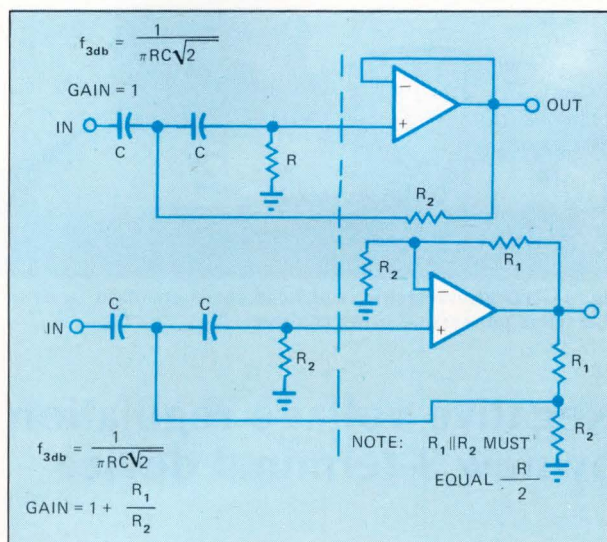 f3db = 1 / πRC√2
GAIN = 1
− 
+
OUT
IN
C
C
R
R2
R2
R1
−
+
IN
C
C
R2
R1
R2
f3db = 1 / πRC√2
NOTE: R1||R2 MUST
EQUAL R/2
GAIN = 1 + R1/R2